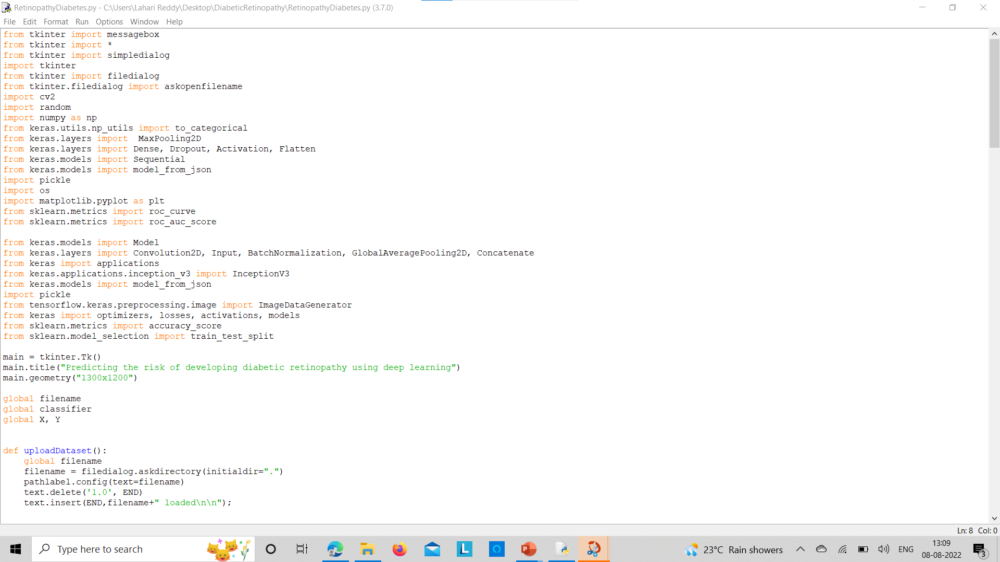 RetinopathyDiabetes.py - C:\Users\Lahari Reddy\Desktop\DiabeticRetinopathy\RetinopathyDiabetes.py (3.7.0)
File Edit Format Run Options Window Help
from tkinter import messagebox
from tkinter import *
from tkinter import simpledialog
import tkinter
from tkinter import filedialog
from tkinter.filedialog import askopenfilename
import cv2
import random
import numpy as np
from keras.utils.np_utils import to_categorical
from keras.layers import  MaxPooling2D
from keras.layers import Dense, Dropout, Activation, Flatten
from keras.models import Sequential
from keras.models import model_from_json
import pickle
import os
import matplotlib.pyplot as plt
from sklearn.metrics import roc_curve
from sklearn.metrics import roc_auc_score
from keras.models import Model
from keras.layers import Convolution2D, Input, BatchNormalization, GlobalAveragePooling2D, Concatenate
from keras import applications
from keras.applications.inception_v3 import InceptionV3
from keras.models import model_from_json
import pickle
from tensorflow.keras.preprocessing.image import ImageDataGenerator
from keras import optimizers, losses, activations, models
from sklearn.metrics import accuracy_score
from sklearn.model_selection import train_test_split
main = tkinter.Tk()
main.title("Predicting the risk of developing diabetic retinopathy using deep learning")
main.geometry("1300x1200")
global filename
global classifier
global X, Y
def uploadDataset():
    global filename
    filename = filedialog.askdirectory(initialdir=".")
    pathlabel.config(text=filename)
    text.delete('1.0', END)
    text.insert(END,filename+" loaded\n\n");
Ln: 8 Col: 0
Type here to search
L
P
23°C Rain showers
ENG
13:09
08-08-2022
3